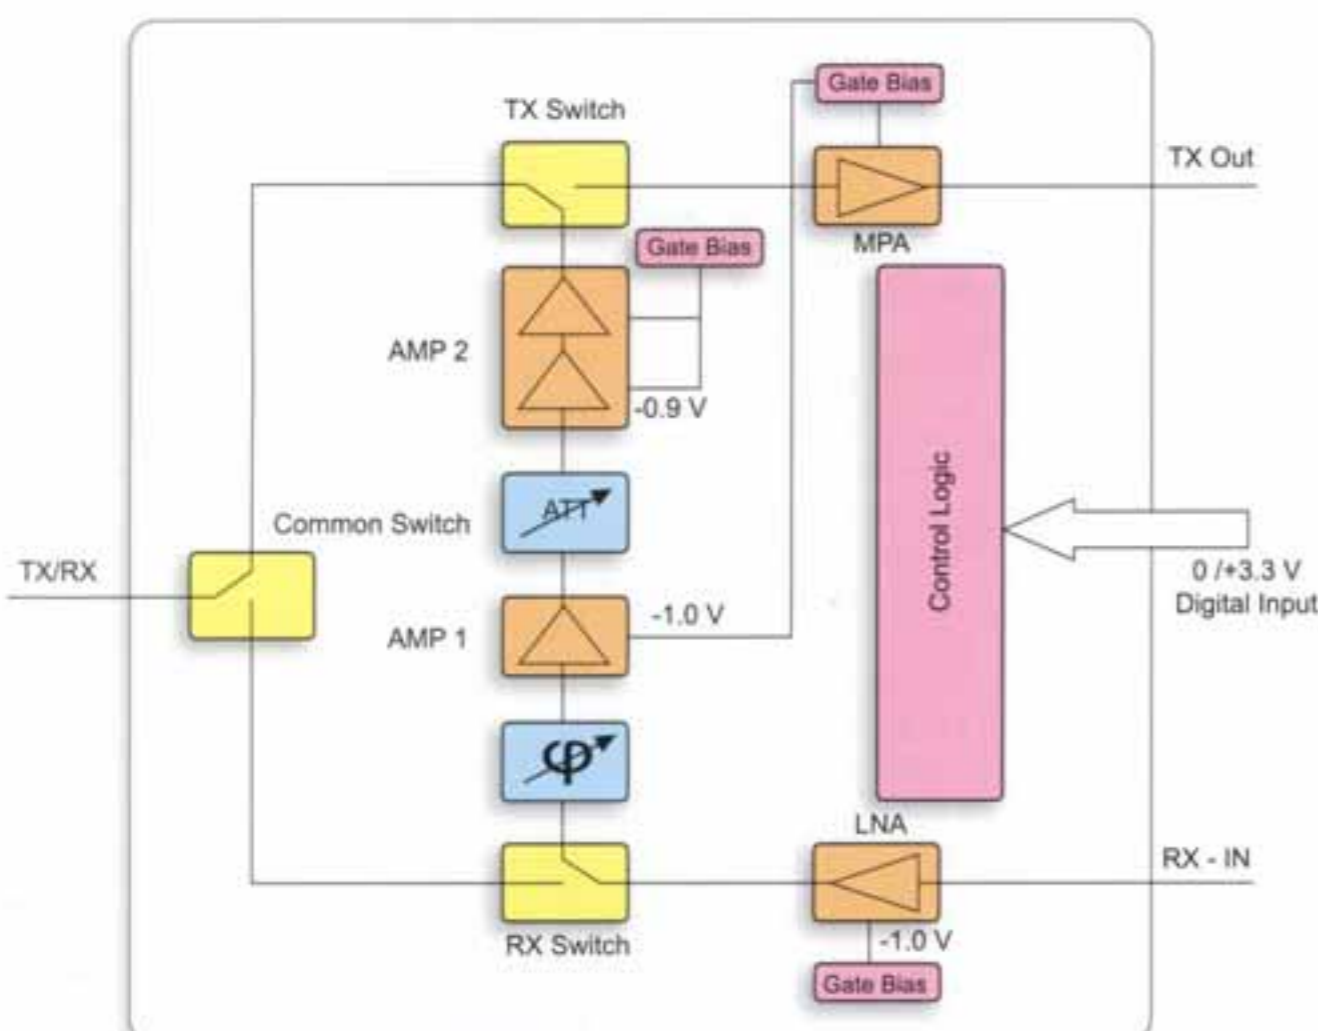 Gate Bias
TX Switch
TX Out
MPA
Gate Bias
AMP 2
-0.9 V
ATT
Common Switch
TX/RX
Control Logic
0 /+3.3 V
Digital Input
-1.0 V
AMP 1
φ
LNA
RX - IN
RX Switch
-1.0 V
Gate Bias